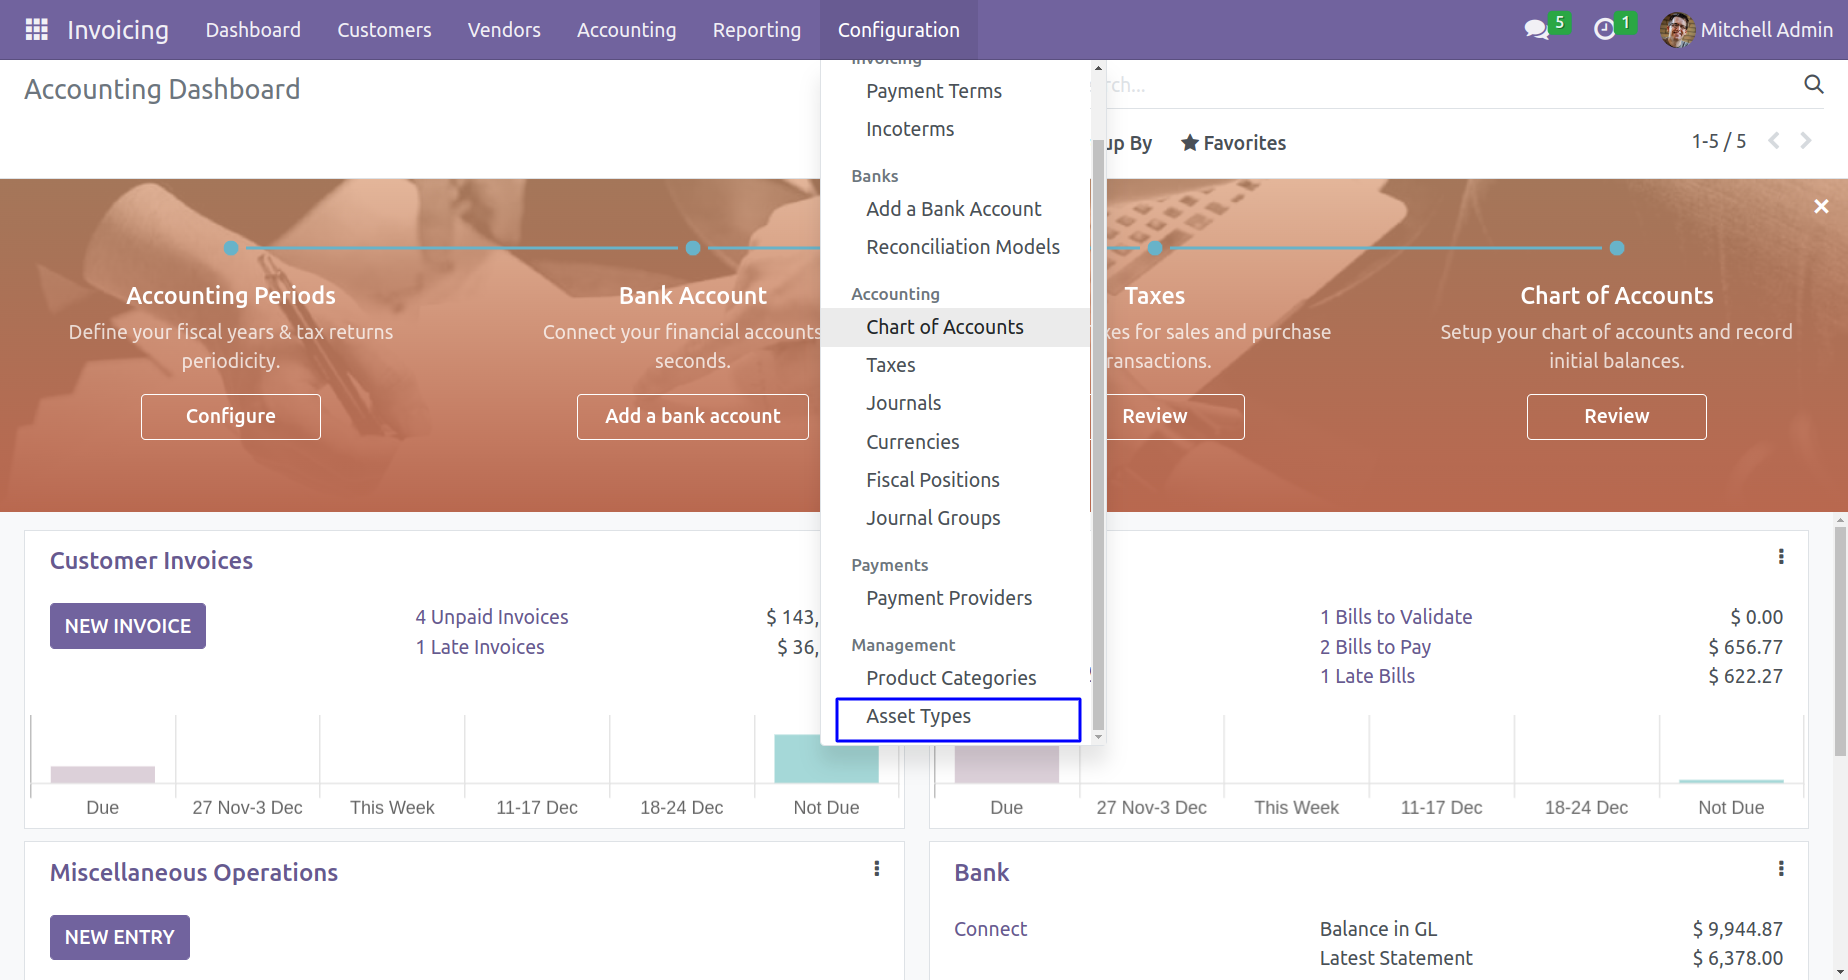 Invoicing Dashboard Customers Vendors Accounting Reporting Configuration 5 1 Mitchell Admin
Accounting Dashboard
Invoicing
Payment Terms
Incoterms
Banks
Add a Bank Account
Reconciliation Models
Accounting
Chart of Accounts
Taxes
Journals
Currencies
Fiscal Positions
Journal Groups
Payments
Payment Providers
Management
Product Categories
Asset Types
rch...
up By Favorites 1-5 / 5
Accounting Periods
Define your fiscal years & tax returns
periodicity.
Configure
Bank Account
Connect your financial accounts
seconds.
Add a bank account
Taxes
xes for sales and purchase
ransactions.
Review
Chart of Accounts
Setup your chart of accounts and record
initial balances.
Review
Customer Invoices
NEW INVOICE
4 Unpaid Invoices $ 143,
1 Late Invoices $ 36,
Due 27 Nov-3 Dec This Week 11-17 Dec 18-24 Dec Not Due
1 Bills to Validate $ 0.00
2 Bills to Pay $ 656.77
1 Late Bills $ 622.27
Due 27 Nov-3 Dec This Week 11-17 Dec 18-24 Dec Not Due
Miscellaneous Operations
NEW ENTRY
Bank
Connect
Balance in GL $ 9,944.87
Latest Statement $ 6,378.00